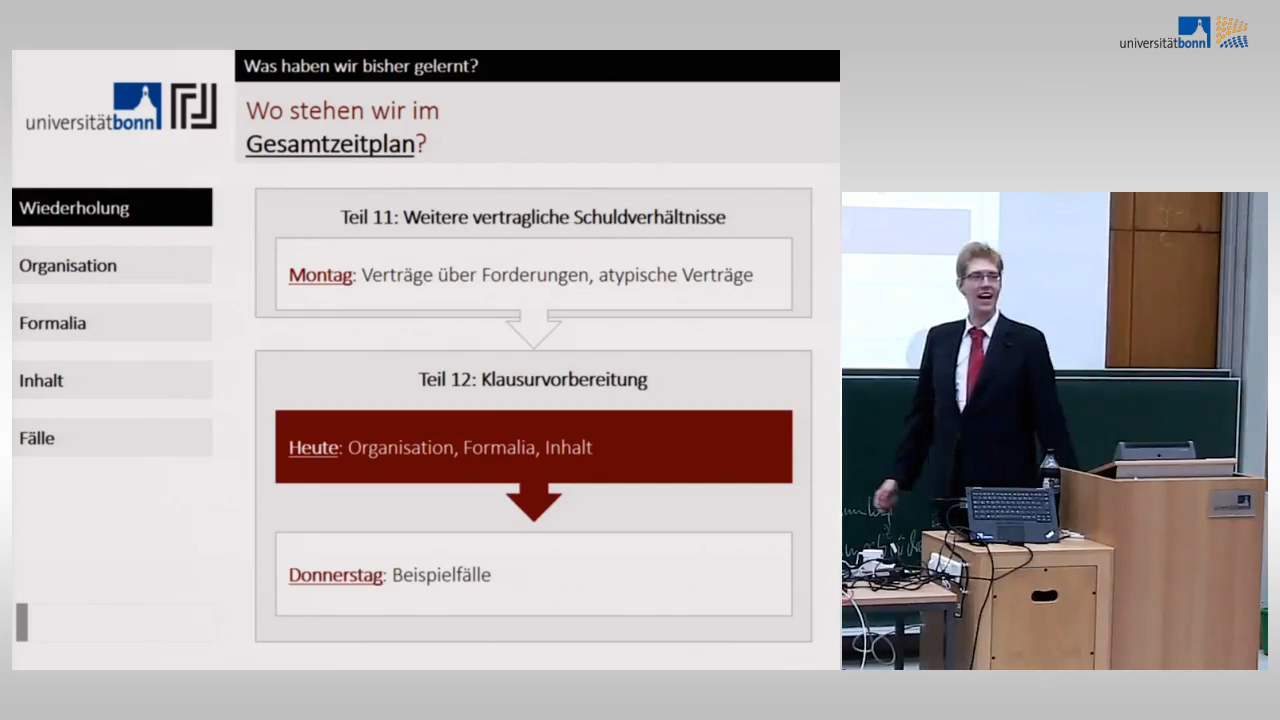 universitätbonn
Was haben wir bisher gelernt?
universitätbonn
Wo stehen wir im
Gesamtzeitplan?
Wiederholung
Organisation
Formalia
Inhalt
Fälle
Teil 11: Weitere vertragliche Schuldverhältnisse
Montag: Verträge über Forderungen, atypische Verträge
Teil 12: Klausurvorbereitung
Heute: Organisation, Formalia, Inhalt
Donnerstag: Beispielfälle